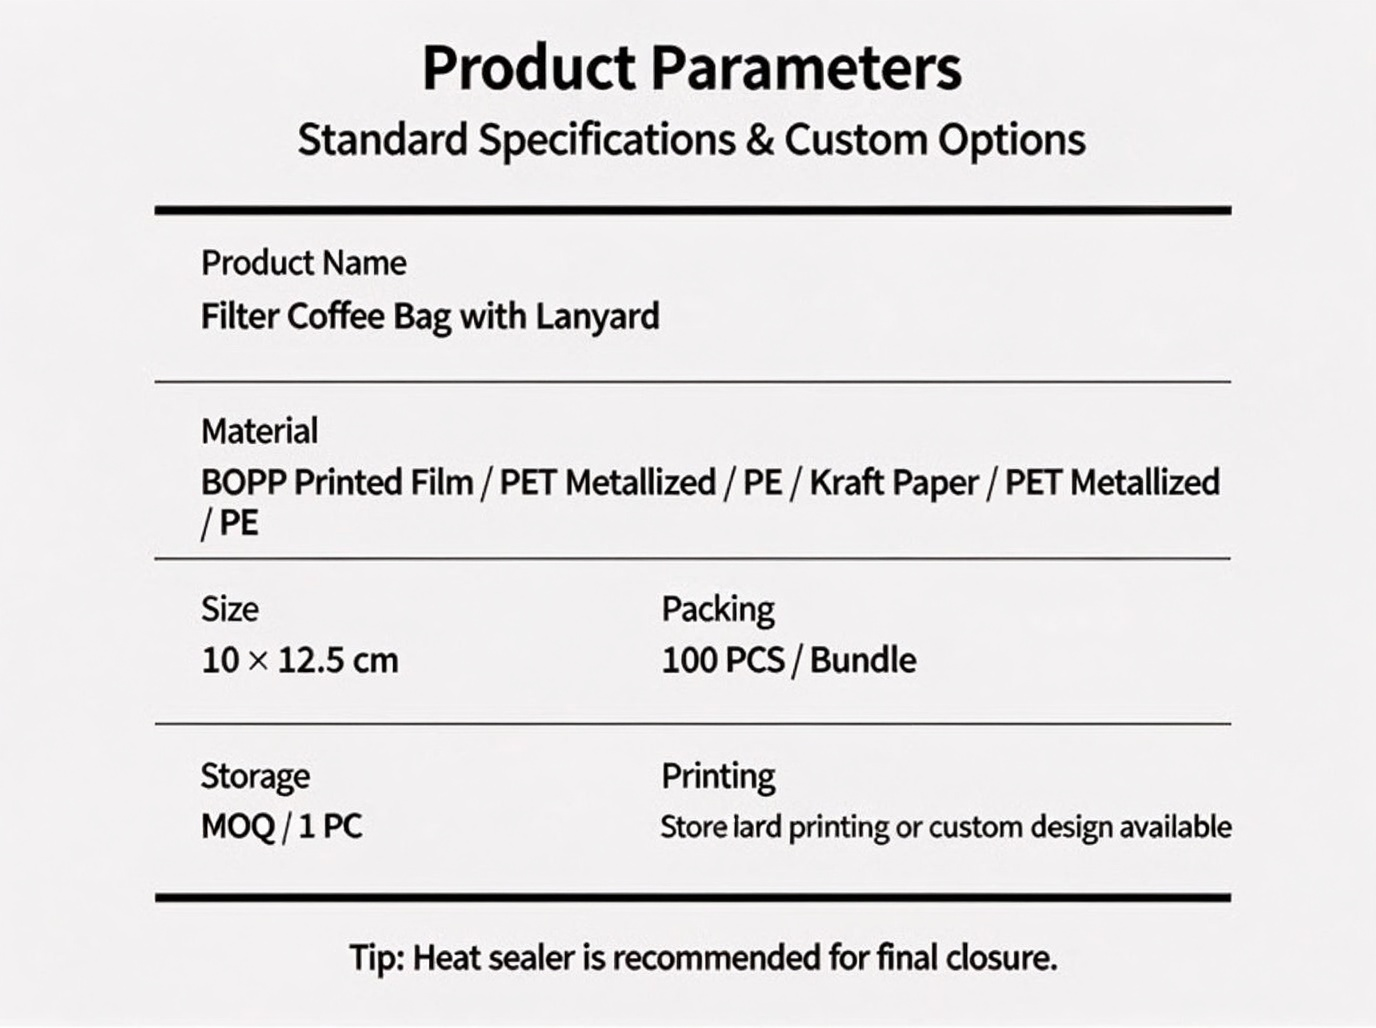 Product Parameters
Standard Specifications & Custom Options
Product Name
Filter Coffee Bag with Lanyard
Material
BOPP Printed Film / PET Metallized / PE / Kraft Paper / PET Metallized
/ PE
Size
10 × 12.5 cm
Packing
100 PCS / Bundle
Storage
MOQ / 1 PC
Printing
Store lard printing or custom design available
Tip: Heat sealer is recommended for final closure.